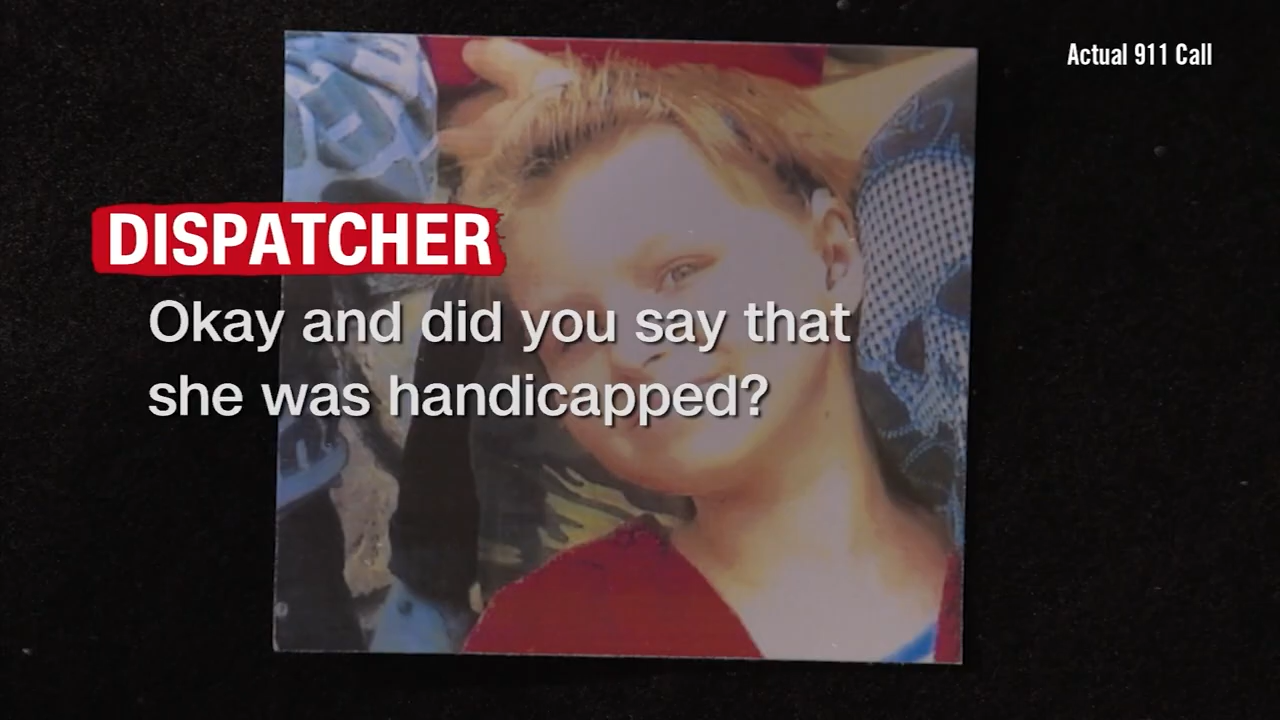 Actual 911 Call
DISPATCHER
Okay and did you say that
she was handicapped?